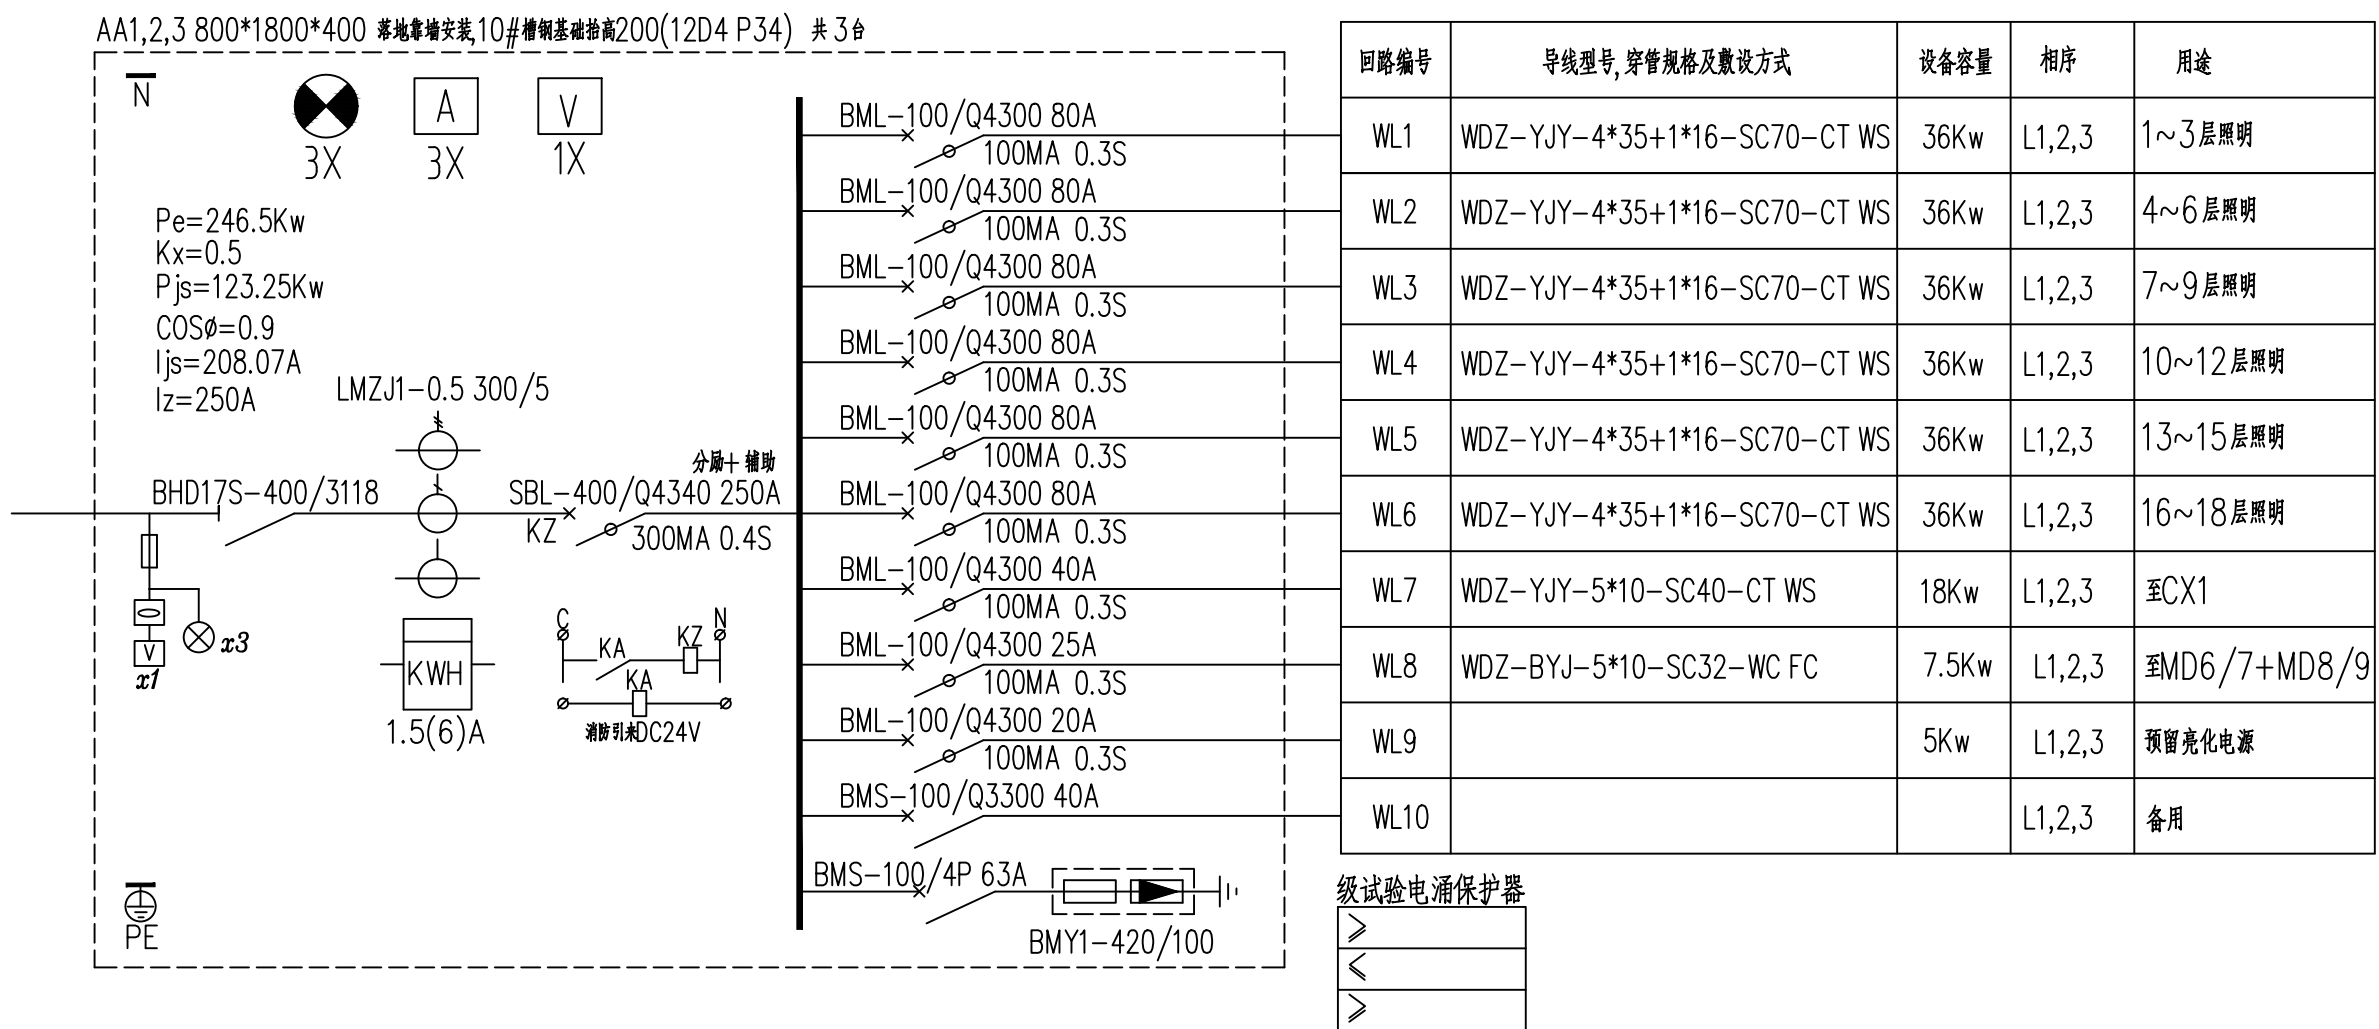 AA1,2,3 800*1800*400 落地靠墙安装,10#槽钢基础抬高200(12D4 P34) 共3台
N
3X
A
3X
V
1X
Pe=246.5Kw
Kx=0.5
Pjs=123.25Kw
COSø=0.9
Ijs=208.07A
Iz=250A
LMZJ1-0.5 300/5
BHD17S-400/3118
分励+辅助
SBL-400/Q4340 250A
KZ
300MA 0.4S
x3
V
x1
KWH
1.5(6)A
C
N
KA
KZ
KA
消防引来DC24V
PE
BML-100/Q4300 80A
100MA 0.3S
BML-100/Q4300 80A
100MA 0.3S
BML-100/Q4300 80A
100MA 0.3S
BML-100/Q4300 80A
100MA 0.3S
BML-100/Q4300 80A
100MA 0.3S
BML-100/Q4300 80A
100MA 0.3S
BML-100/Q4300 40A
100MA 0.3S
BML-100/Q4300 25A
100MA 0.3S
BML-100/Q4300 20A
100MA 0.3S
BMS-100/Q3300 40A
BMS-100/4P 63A
BMY1-420/100
回路编号 导线型号,穿管规格及敷设方式 设备容量 相序 用途
WL1 WDZ-YJY-4*35+1*16-SC70-CT WS 36Kw L1,2,3 1~3层照明
WL2 WDZ-YJY-4*35+1*16-SC70-CT WS 36Kw L1,2,3 4~6层照明
WL3 WDZ-YJY-4*35+1*16-SC70-CT WS 36Kw L1,2,3 7~9层照明
WL4 WDZ-YJY-4*35+1*16-SC70-CT WS 36Kw L1,2,3 10~12层照明
WL5 WDZ-YJY-4*35+1*16-SC70-CT WS 36Kw L1,2,3 13~15层照明
WL6 WDZ-YJY-4*35+1*16-SC70-CT WS 36Kw L1,2,3 16~18层照明
WL7 WDZ-YJY-5*10-SC40-CT WS 18Kw L1,2,3 至CX1
WL8 WDZ-BYJ-5*10-SC32-WC FC 7.5Kw L1,2,3 至MD6/7+MD8/9
WL9 5Kw L1,2,3 预留亮化电源
WL10 L1,2,3 备用
级试验电涌保护器
≥
≤
≥